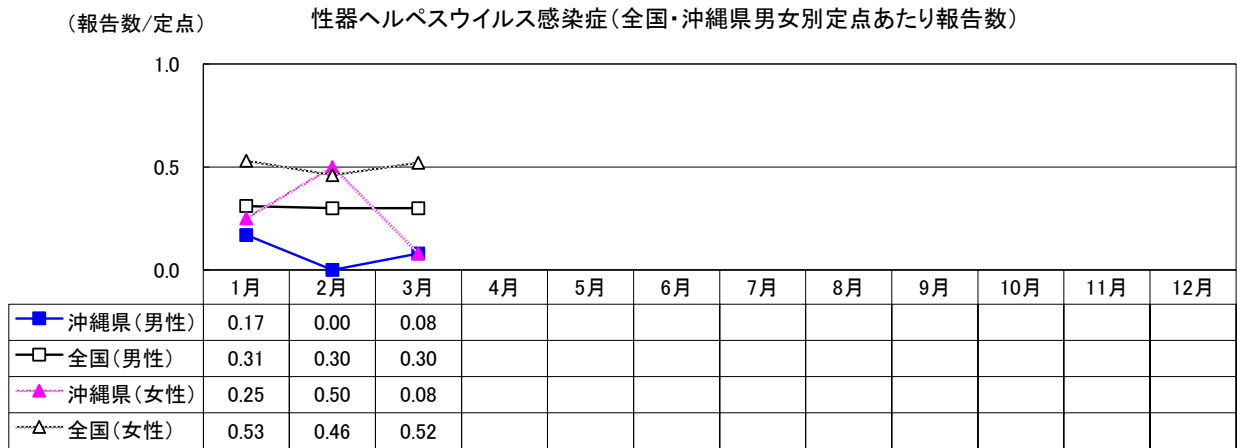 (報告数/定点) 性器ヘルペスウイルス感染症(全国・沖縄県男女別定点あたり報告数)
1.0
0.5
0.0
1月 2月 3月 4月 5月 6月 7月 8月 9月 10月 11月 12月
沖縄県(男性) 0.17 0.00 0.08
全国(男性) 0.31 0.30 0.30
沖縄県(女性) 0.25 0.50 0.08
全国(女性) 0.53 0.46 0.52